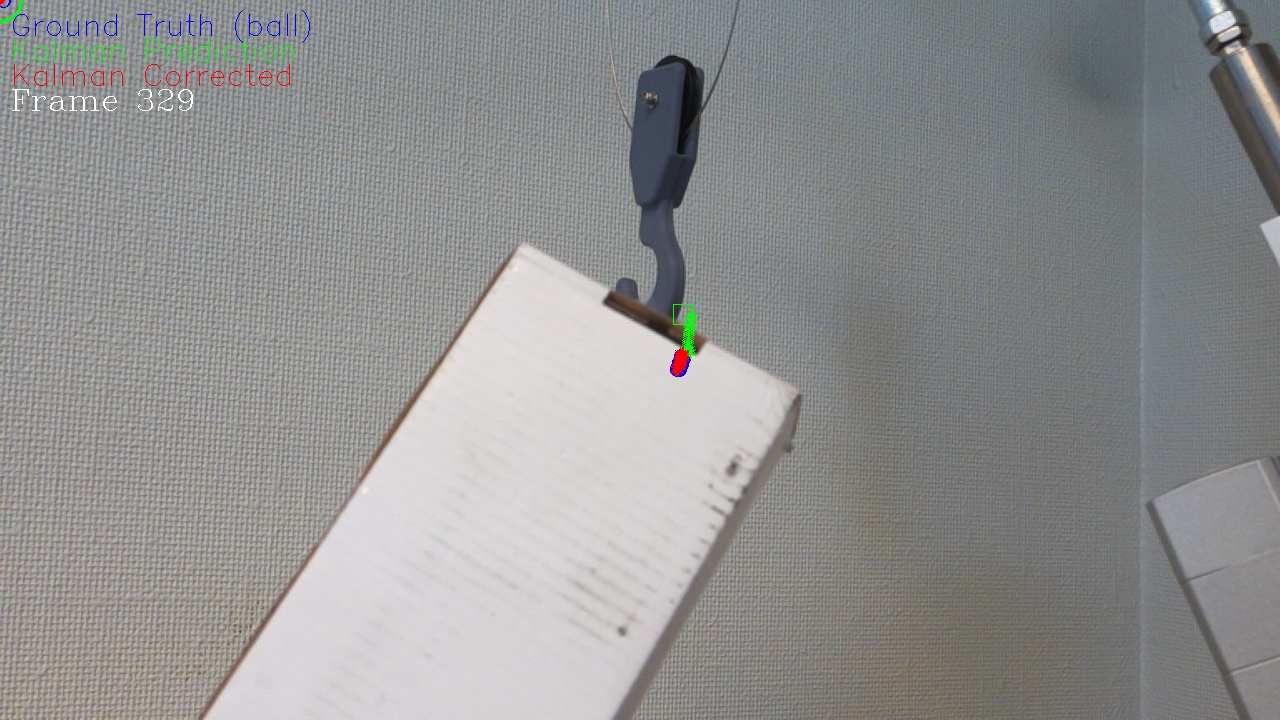 Ground Truth (ball)
Kalman Prediction
Kalman Corrected
Frame 329